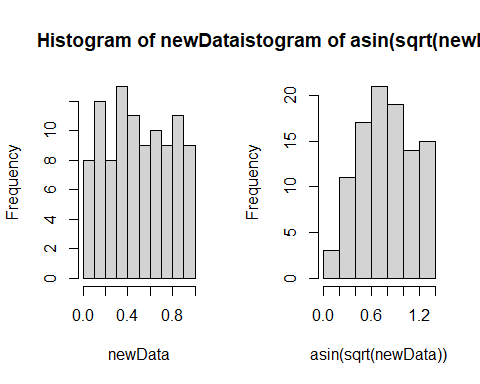 Histogram of newDataistogram of asin(sqrt(newI
Frequency
0 2 4 6 8 10
0.0 0.4 0.8
newData
Frequency
0 5 10 15 20
0.0 0.6 1.2
asin(sqrt(newData))